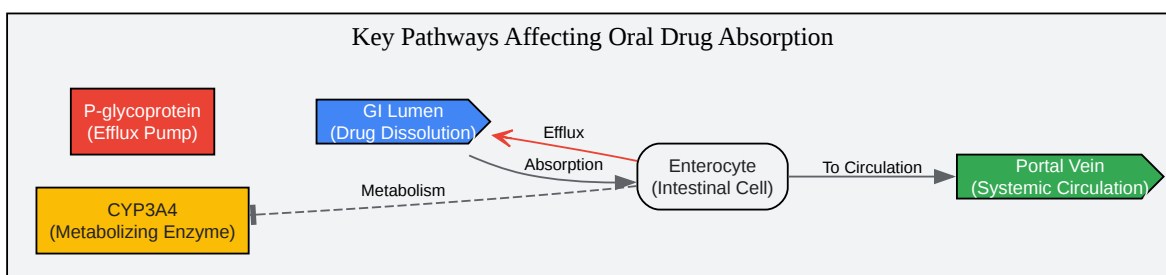 Key Pathways Affecting Oral Drug Absorption
P-glycoprotein
(Efflux Pump)
GI Lumen
(Drug Dissolution)
Efflux
Absorption
Enterocyte
(Intestinal Cell)
To Circulation
Portal Vein
(Systemic Circulation)
Metabolism
CYP3A4
(Metabolizing Enzyme)